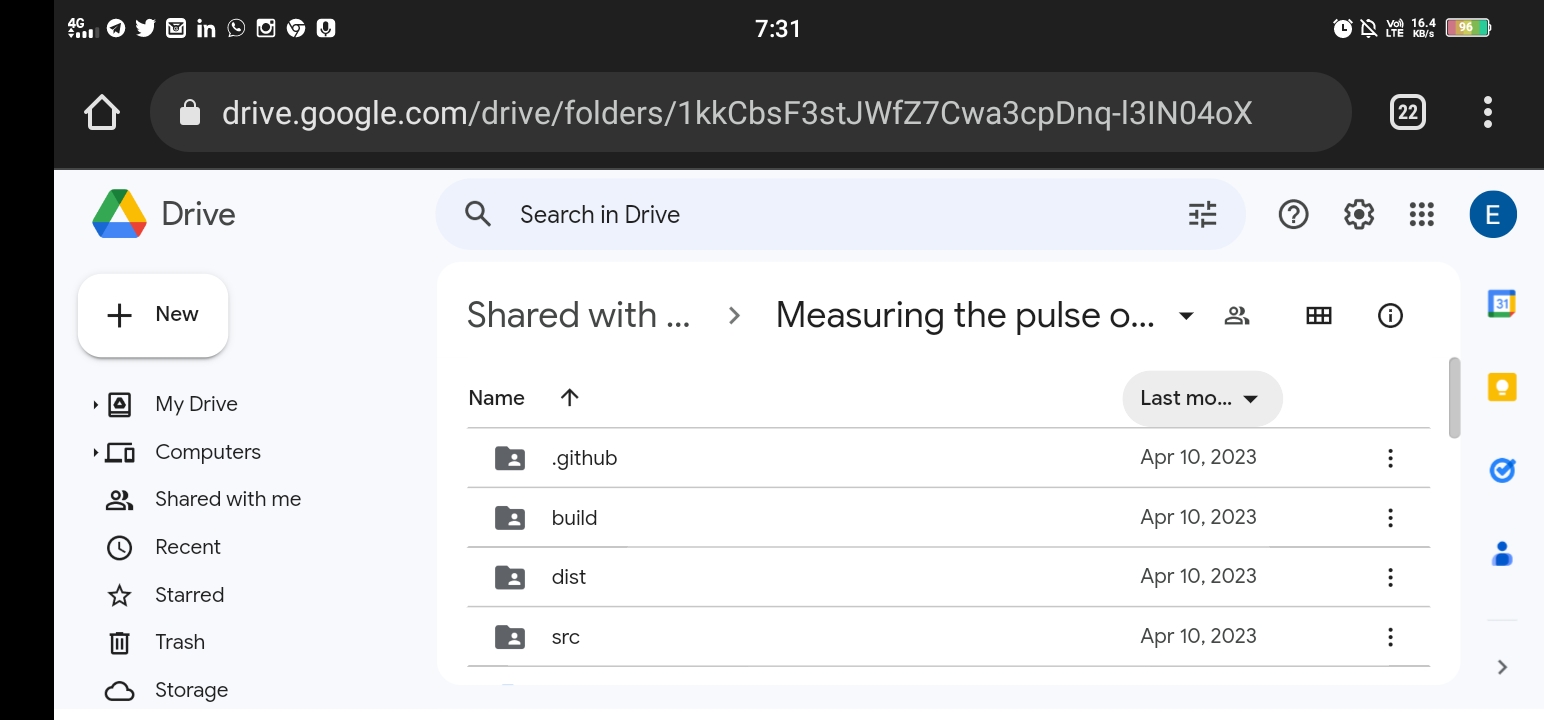 4G 7:31 Vo) LTE 16.4 KB/s 96
drive.google.com/drive/folders/1kkCbsF3stJWfZ7Cwa3cpDnq-l3IN04oX 22
Drive Search in Drive E
New
My Drive
Computers
Shared with me
Recent
Starred
Trash
Storage
Shared with ... Measuring the pulse o...
Name Last mo...
.github Apr 10, 2023
build Apr 10, 2023
dist Apr 10, 2023
src Apr 10, 2023
31